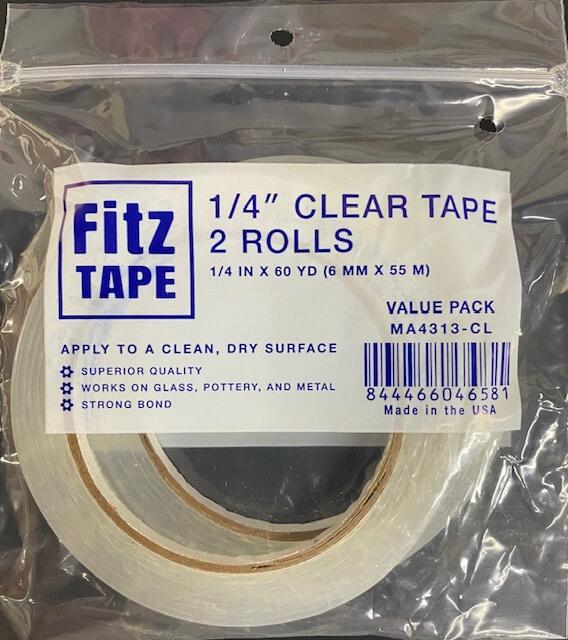 Fitz
TAPE
1/4" CLEAR TAPE
2 ROLLS
1/4 IN X 60 YD (6 MM X 55 M)
VALUE PACK
MA4313-CL
APPLY TO A CLEAN, DRY SURFACE
SUPERIOR QUALITY
WORKS ON GLASS, POTTERY, AND METAL
STRONG BOND
844466046581
Made in the USA